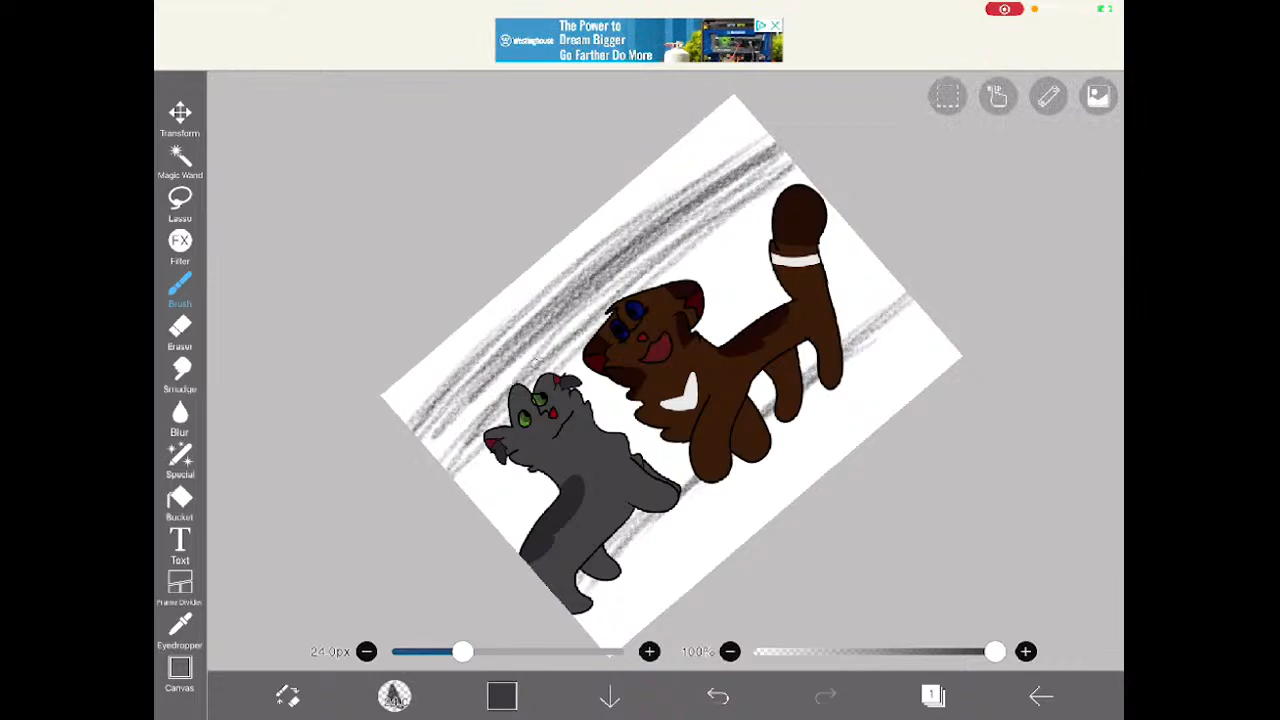 The Power to
Dream Bigger
Go Farther Do More
Westinghouse
Transform
Magic Wand
Lasso
FX
Filter
Brush
Eraser
Smudge
Blur
Special
Bucket
T
Text
Frame Divider
Eyedropper
Canvas
24.0px
100%
1